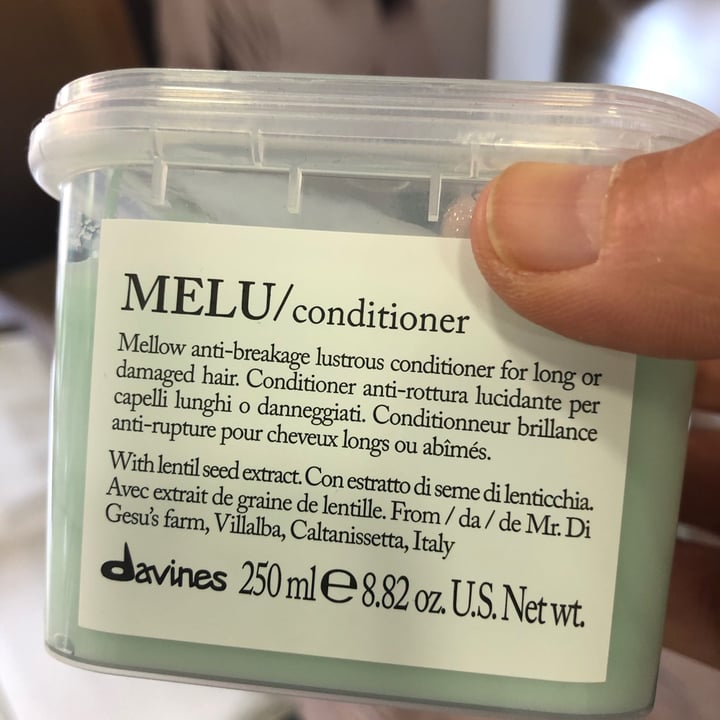 MELU/conditioner
Mellow anti-breakage lustrous conditioner for long or
damaged hair. Conditioner anti-rottura lucidante per
capelli lunghi o danneggiati. Conditionneur brillance
anti-rupture pour cheveux longs ou abîmés.
With lentil seed extract. Con estratto di seme di lenticchia.
Avec extrait de graine de lentille. From / da / de Mr. Di
Gesu's farm, Villalba, Caltanissetta, Italy
davines 250 ml ℮ 8.82 oz. U.S. Net wt.